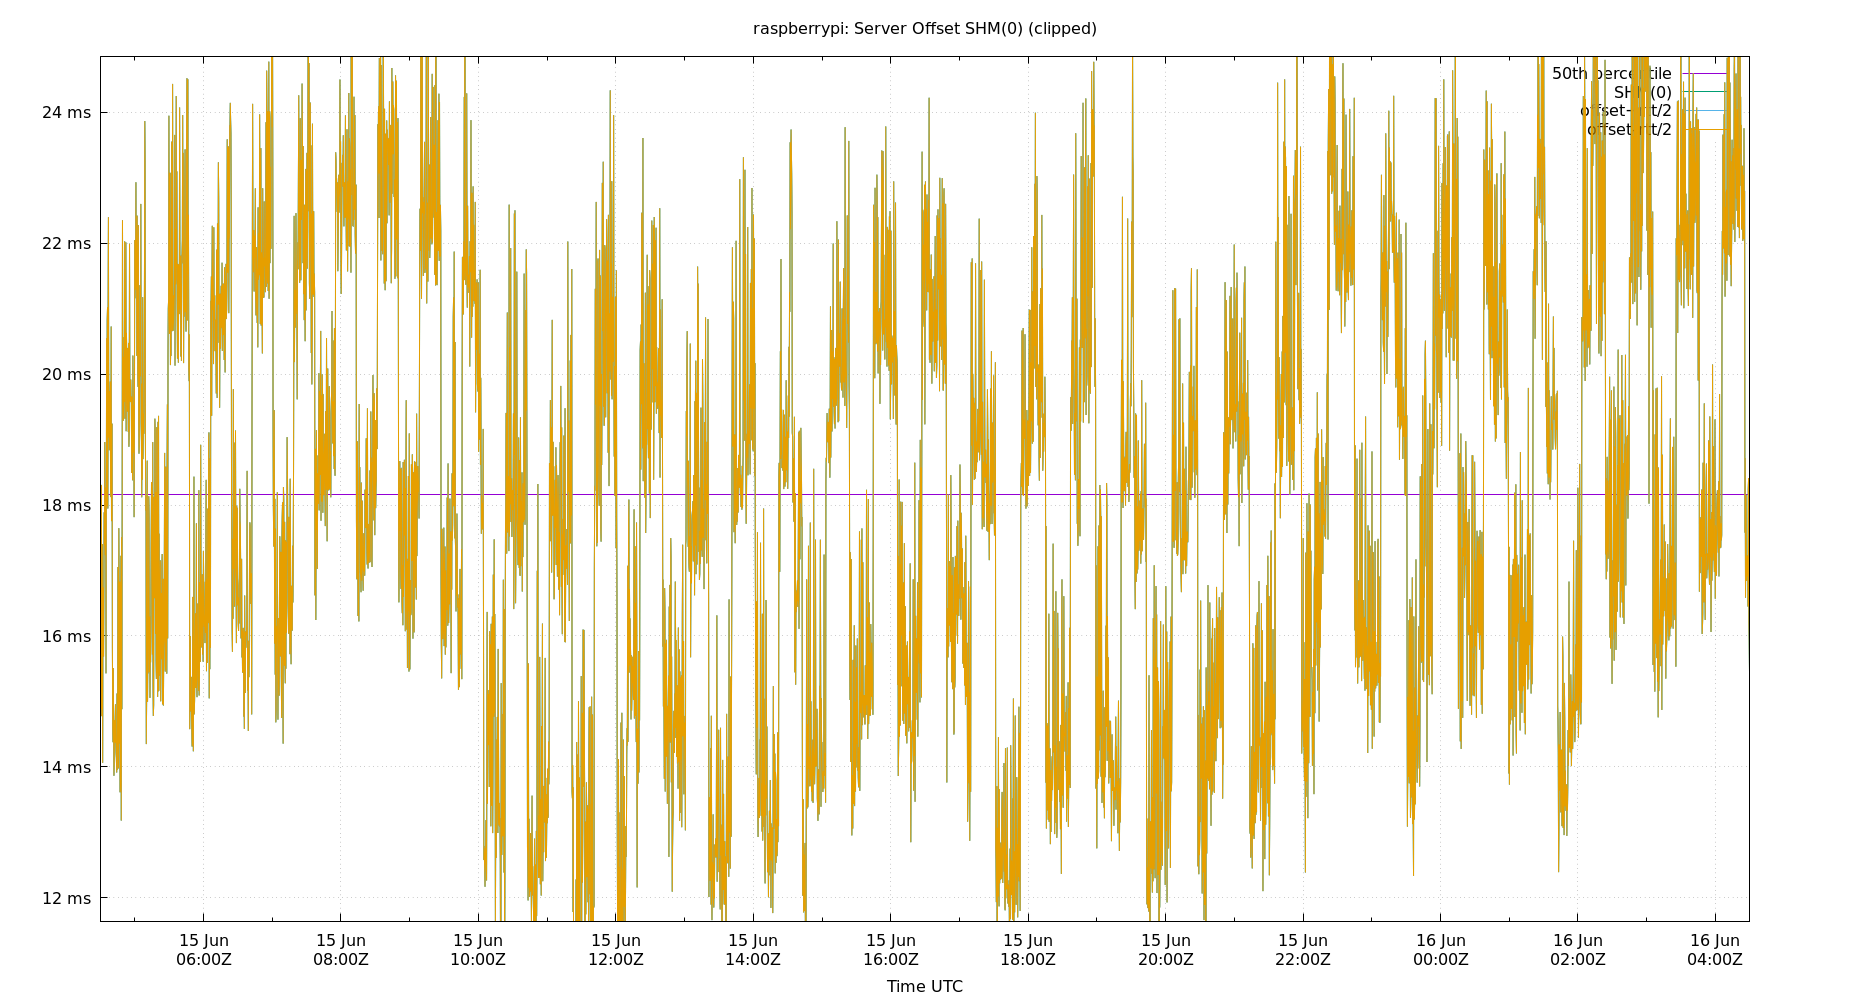 raspberrypi: Server Offset SHM(0) (clipped)
50th percentile
SHM(0)
offset-rtt/2
offset+rtt/2
24 ms
22 ms
20 ms
18 ms
16 ms
14 ms
12 ms
15 Jun 15 Jun 15 Jun 15 Jun 15 Jun 15 Jun 15 Jun 15 Jun 15 Jun 16 Jun 16 Jun 16 Jun
06:00Z 08:00Z 10:00Z 12:00Z 14:00Z 16:00Z 18:00Z 20:00Z 22:00Z 00:00Z 02:00Z 04:00Z
Time UTC